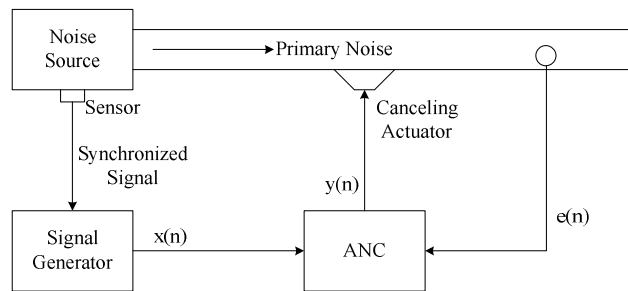 Noise
Source
Primary Noise
Sensor
Canceling
Actuator
Synchronized
Signal
y(n)
e(n)
x(n)
Signal
Generator
ANC